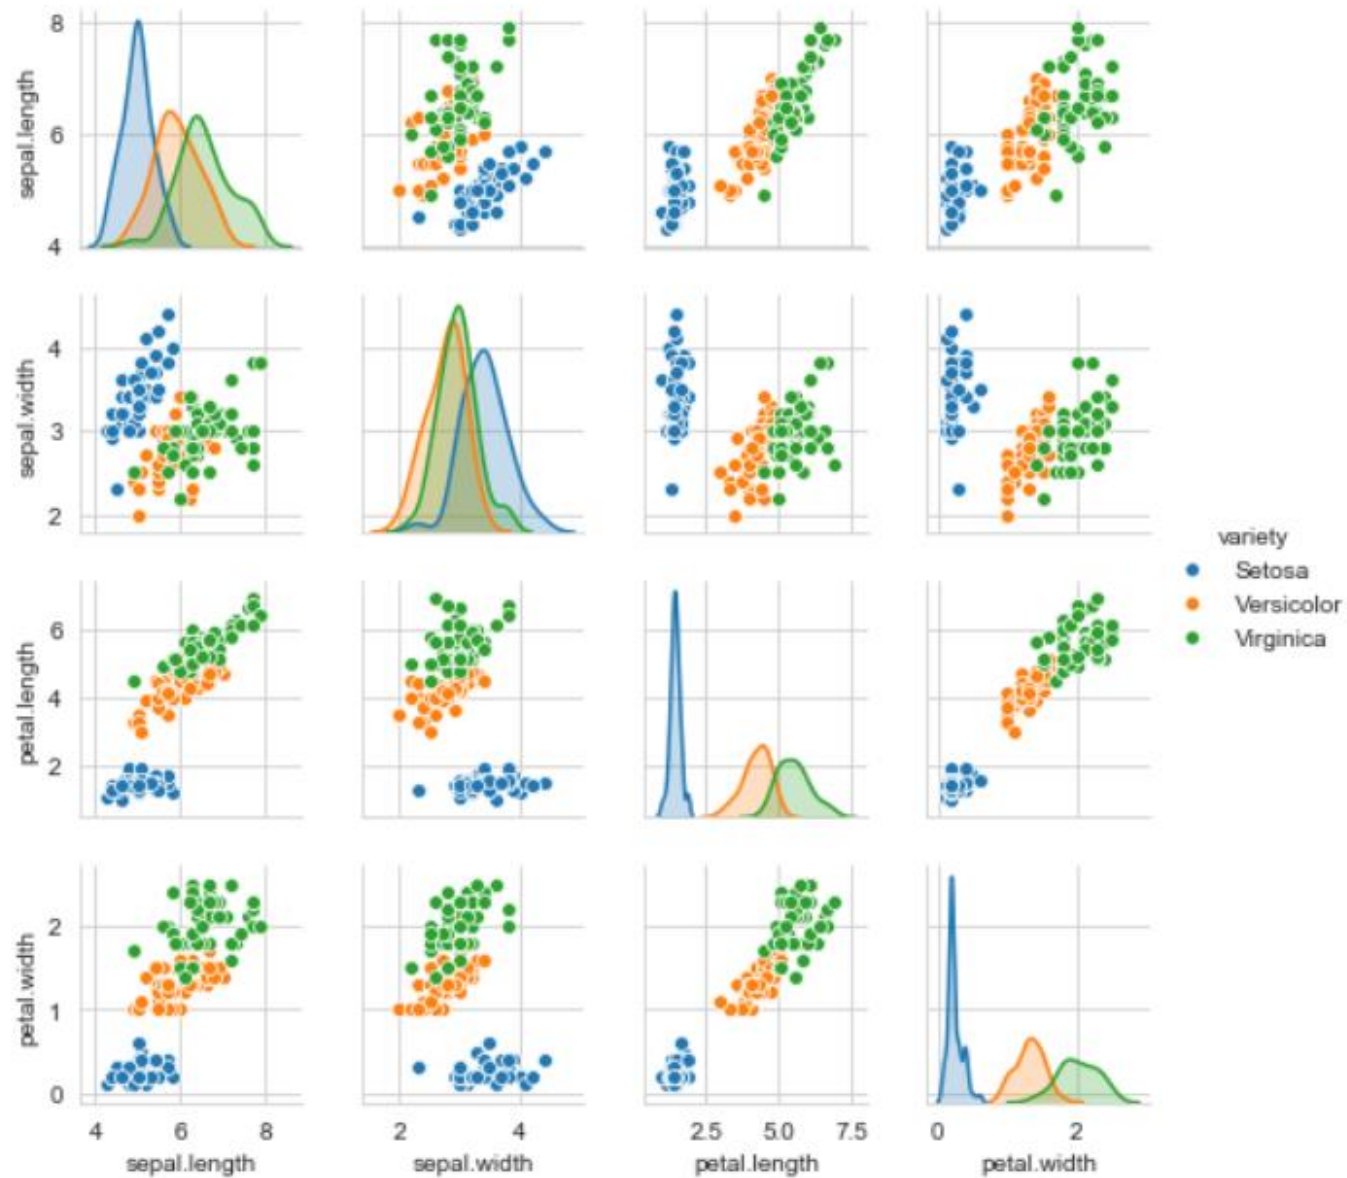 8
6
4
sepal.length
4
3
2
sepal.width
6
4
2
petal.length
2
1
0
petal.width
4 6 8
sepal.length
2 4
sepal.width
2.5 5.0 7.5
petal.length
0 2
petal.width
variety
Setosa
Versicolor
Virginica